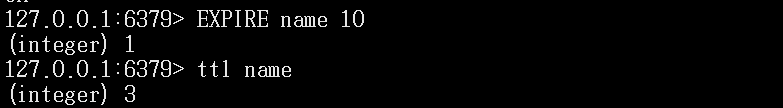 127.0.0.1:6379> EXPIRE name 10
(integer) 1
127.0.0.1:6379> ttl name
(integer) 3